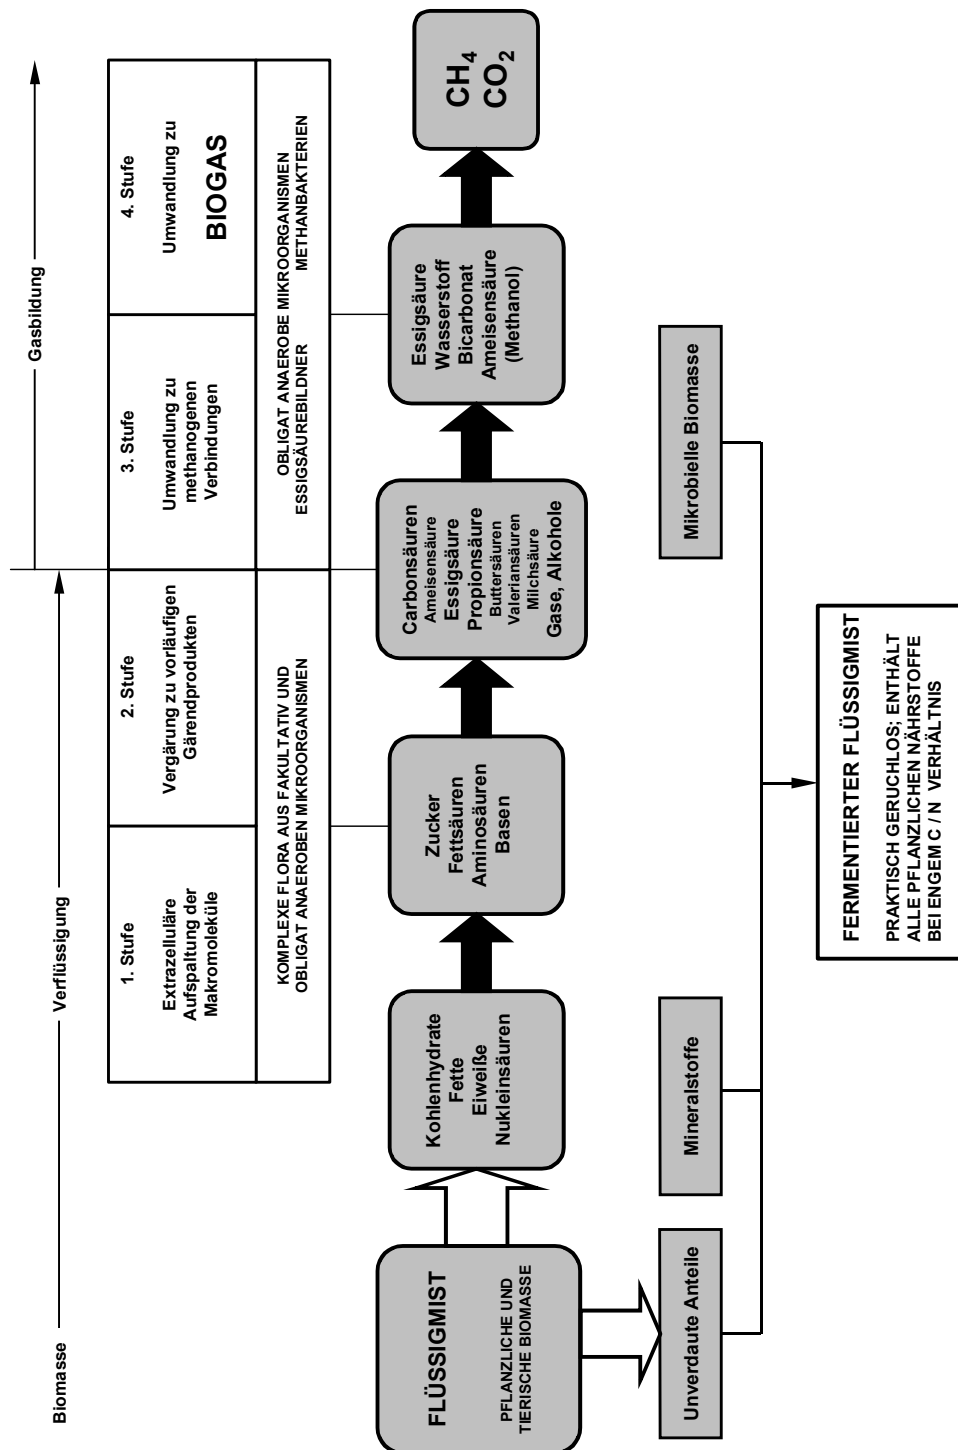 Biomasse
Verflüssigung
Gasbildung
1. Stufe
Extrazelluläre
Aufspaltung der
Makromoleküle
2. Stufe
Vergärung zu vorläufigen
Gärendprodukten
3. Stufe
Umwandlung zu
methanogenen
Verbindungen
4. Stufe
Umwandlung zu
BIOGAS
KOMPLEXE FLORA AUS FAKULTATIV UND
OBLIGAT ANAEROBEN MIKROORGANISMEN
OBLIGAT ANAEROBE MIKROORGANISMEN
ESSIGSÄUREBILDNER METHANBAKTERIEN
FLÜSSIGMIST
PFLANZLICHE UND
TIERISCHE BIOMASSE
Kohlenhydrate
Fette
Eiweiße
Nukleinsäuren
Zucker
Fettsäuren
Aminosäuren
Basen
Carbonsäuren
Ameisensäure
Essigsäure
Propionsäure
Buttersäuren
Valeriansäuren
Milchsäure
Gase, Alkohole
Essigsäure
Wasserstoff
Bicarbonat
Ameisensäure
(Methanol)
CH4
CO2
Unverdaute Anteile
Mineralstoffe
Mikrobielle Biomasse
FERMENTIERTER FLÜSSIGMIST
PRAKTISCH GERUCHLOS; ENTHÄLT
ALLE PFLANZLICHEN NÄHRSTOFFE
BEI ENGEM C / N VERHÄLTNIS